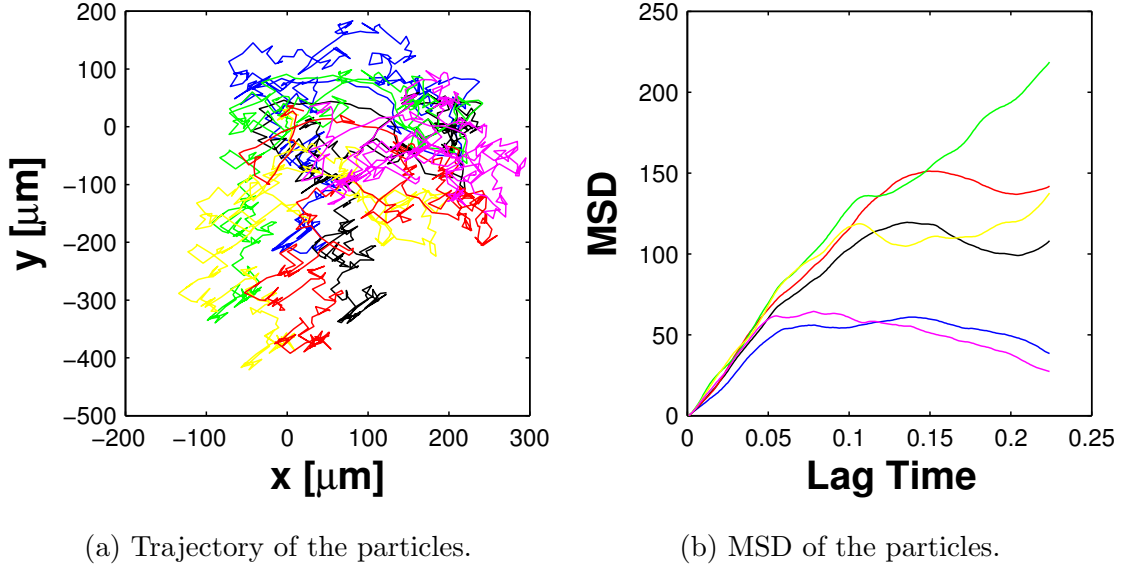 200
100
0
−100
−200
−300
−400
−500
y [μm]
−200 −100 0 100 200 300
x [μm]
(a) Trajectory of the particles.
250
200
150
100
50
0
MSD
0 0.05 0.1 0.15 0.2 0.25
Lag Time
(b) MSD of the particles.